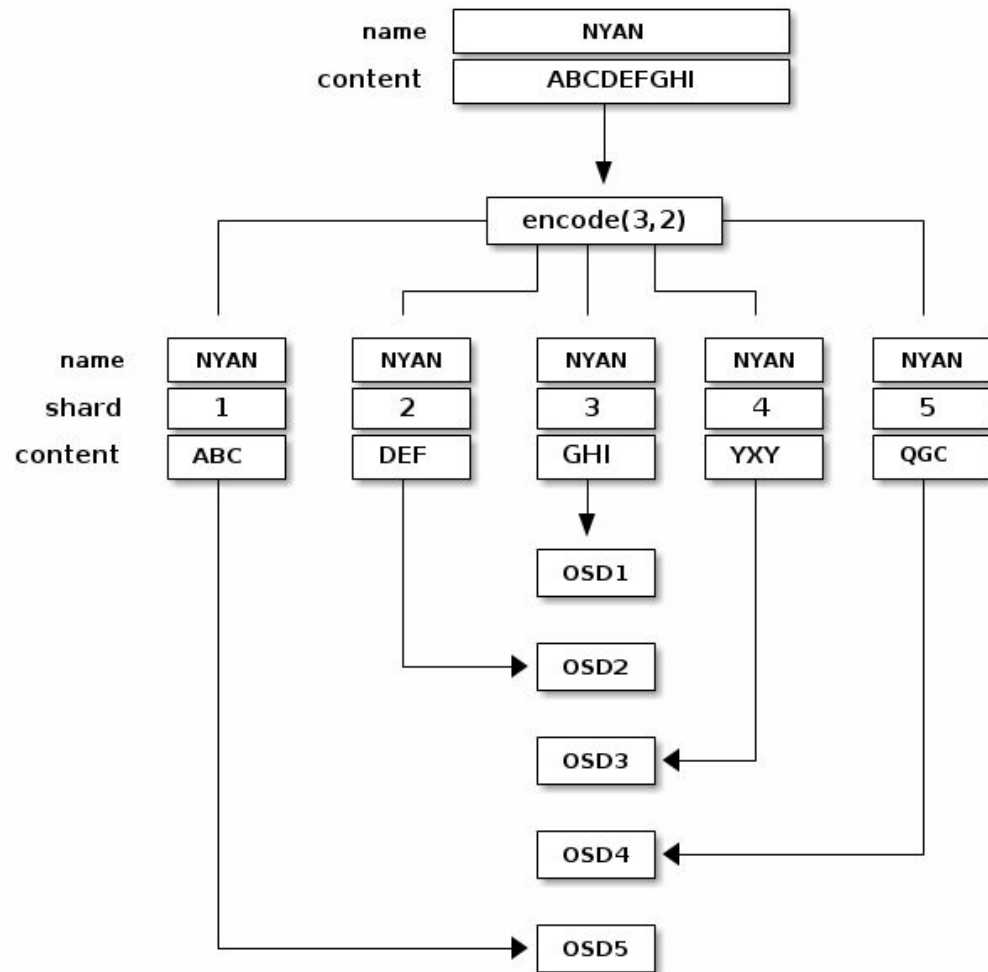 name NYAN
content ABCDEFGHI
encode(3,2)
name NYAN NYAN NYAN NYAN NYAN
shard 1 2 3 4 5
content ABC DEF GHI YXY QGC
OSD1
OSD2
OSD3
OSD4
OSD5